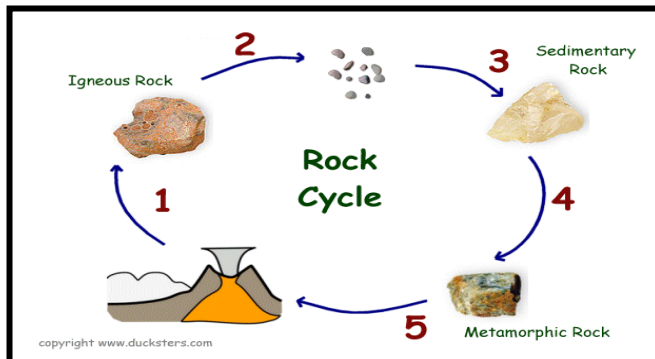 2
3
Sedimentary
Rock
Igneous Rock
Rock
Cycle
1
4
5
Metamorphic Rock
copyright www.ducksters.com